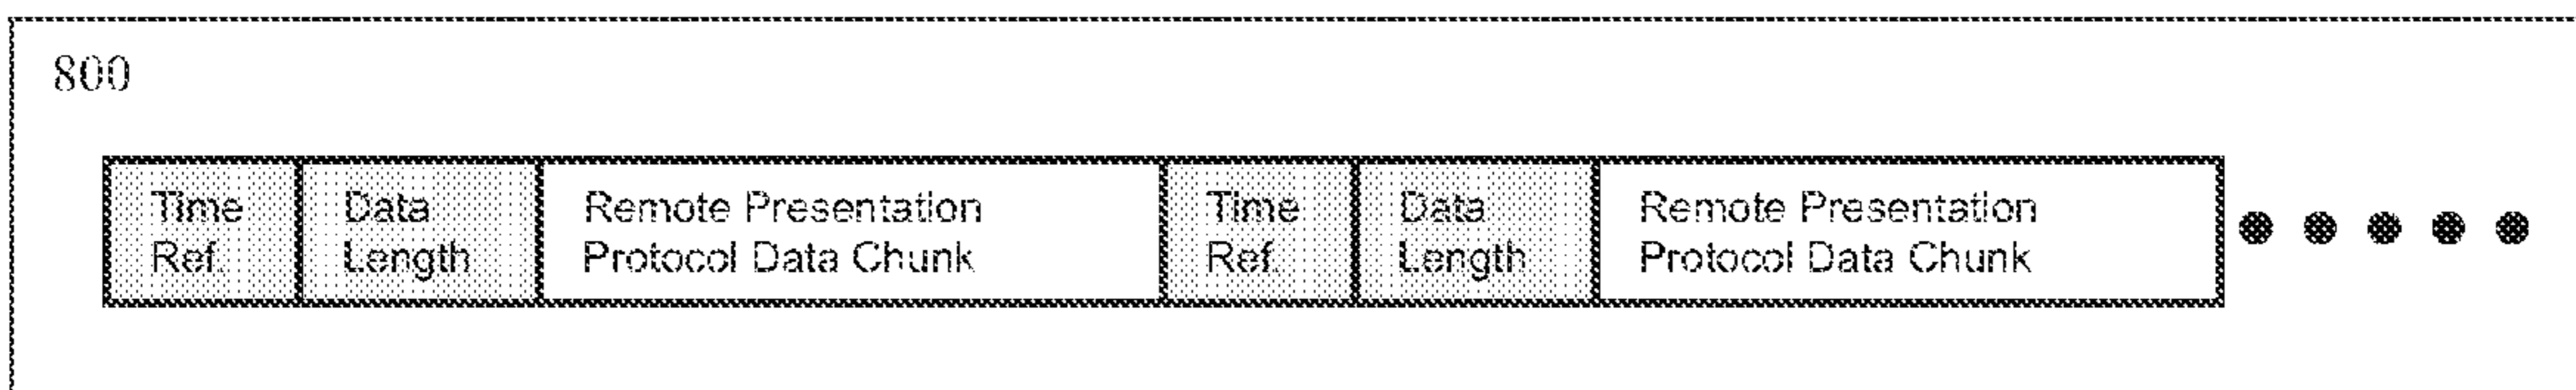 800
Time Ref.
Data Length
Remote Presentation
Protocol Data Chunk
Time Ref.
Data Length
Remote Presentation
Protocol Data Chunk